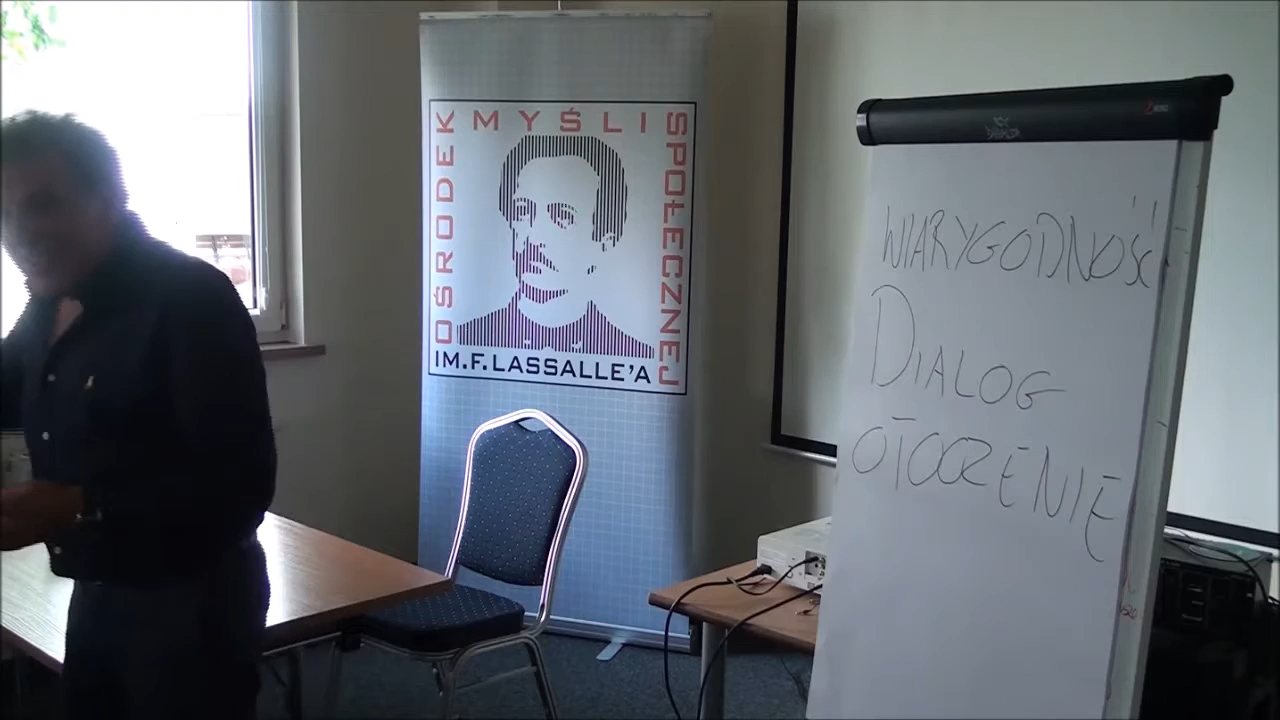 OŚRODEK MYŚLI SPOŁECZNEJ
IM.F.LASSALLE'A
WIARYGODNOŚĆ
DIALOG
OTOCZENIE